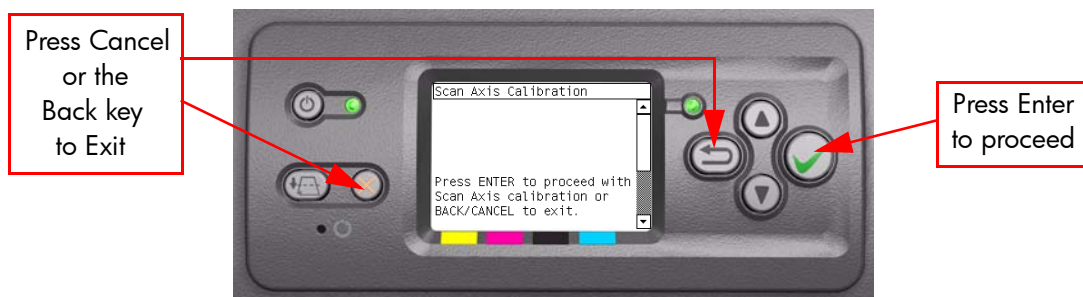 Press Cancel
or the
Back key
to Exit
Scan Axis Calibration
Press ENTER to proceed with
Scan Axis calibration or
BACK/CANCEL to exit.
Press Enter
to proceed